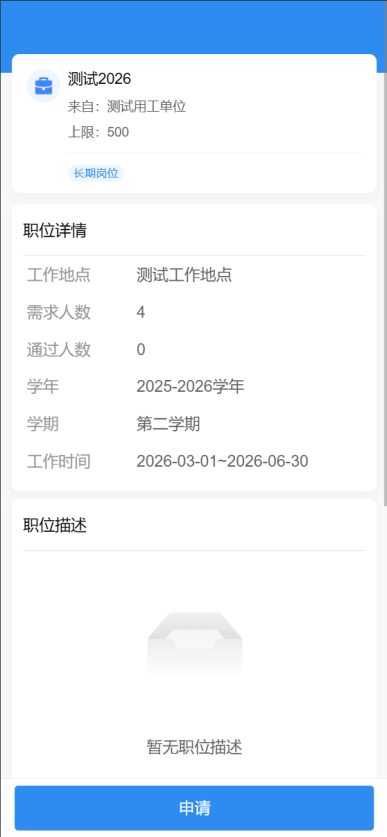 测试2026
来自：测试用工单位
上限：500
长期岗位
职位详情
工作地点 测试工作地点
需求人数 4
通过人数 0
学年 2025-2026学年
学期 第二学期
工作时间 2026-03-01~2026-06-30
职位描述
暂无职位描述
申请